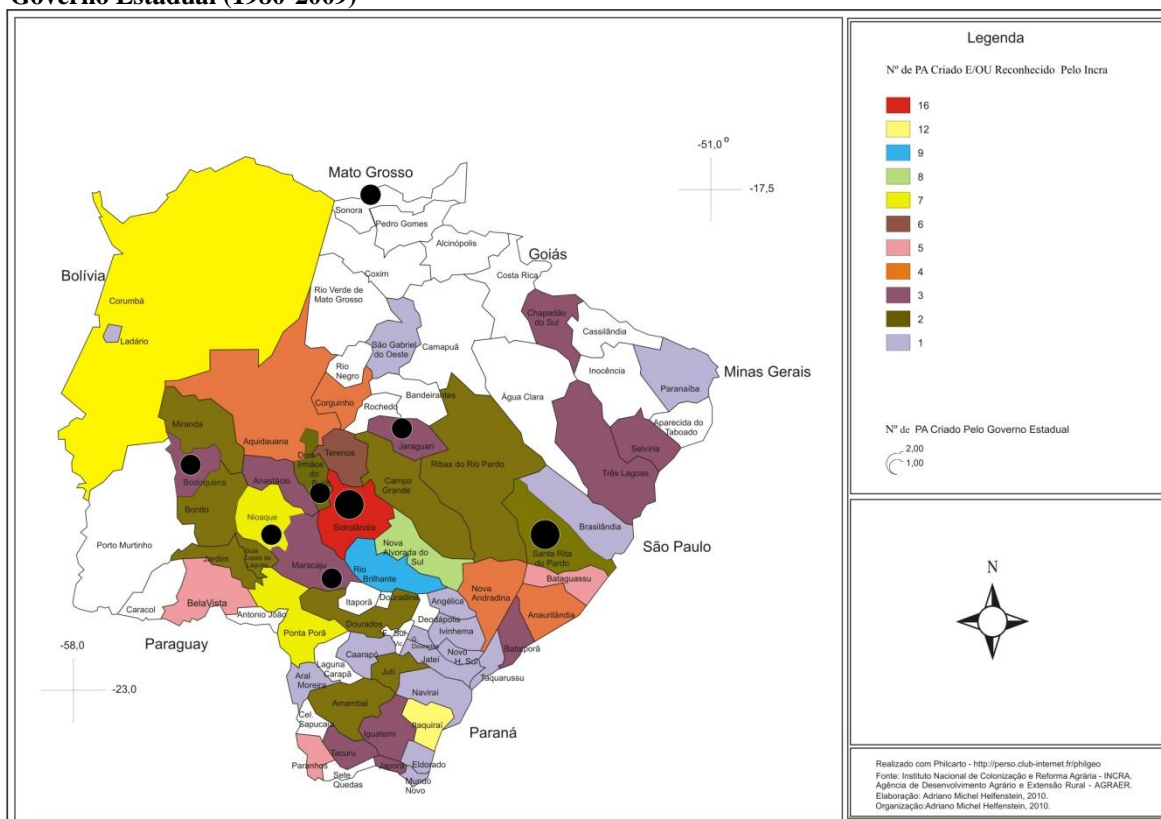 Governo Estadual (1980-2009)
Legenda
Nº de PA Criado E/OU Reconhecido Pelo Incra
16
12
9
8
7
6
5
4
3
2
1
Nº de PA Criado Pelo Governo Estadual
2,00
1,00
N
Realizado com Philcarto - http://perso.club-internet.fr/philgeo
Fonte: Instituto Nacional de Colonização e Reforma Agrária - INCRA.
Agência de Desenvolvimento Agrário e Extensão Rural - AGRAER.
Elaboração: Adriano Michel Helfenstein, 2010.
Organização:Adriano Michel Helfenstein, 2010.
-51,0 º
-17,5
Mato Grosso
Sonora
Pedro Gomes
Alcinópolis
Goiás
Costa Rica
Coxim
Bolívia
Corumbá
Ladário
Rio Verde de
Mato Grosso
Chapadão
do Sul
Cassilândia
São Gabriel
do Oeste
Camapuã
Rio
Negro
Inocência
Minas Gerais
Paranaíba
Bandeirantes
Água Clara
Corguinho
Rochedo
Aparecida do
Taboado
Miranda
Aquidauana
Jaraguari
Selvíria
Terenos
Dois
Irmãos
do
Ribas do Rio Pardo
Três Lagoas
Bodoquena
Anastácio
Campo
Grande
Bonito
Nioaque
Sidrolândia
Brasilândia
Porto Murtinho
Nova
Alvorada do
Sul
Santa Rita
do Pardo
São Paulo
Jardim
Guia
Lopes da
Laguna
Maracaju
Rio
Brilhante
Bataguassu
Nova
Andradina
Caracol
BelaVista
Itaporã
Douradina
Angélica
Anaurilândia
Antonio João
Deodápolis
Paraguay
Ponta Porã
Dourados
F. Sul
Vic.
G.
Dourados
Ivinhema
Batayporã
-58,0
-23,0
Laguna
Carapã
Caarapó
Jateí
Novo
H. Sul
Taquarussu
Aral
Moreira
Juti
Naviraí
Amambaí
Cel.
Sapucaia
Iguatemi
Itaquiraí
Paraná
Tacuru
Paranhos
Japorã
Eldorado
Sete
Quedas
Mundo
Novo